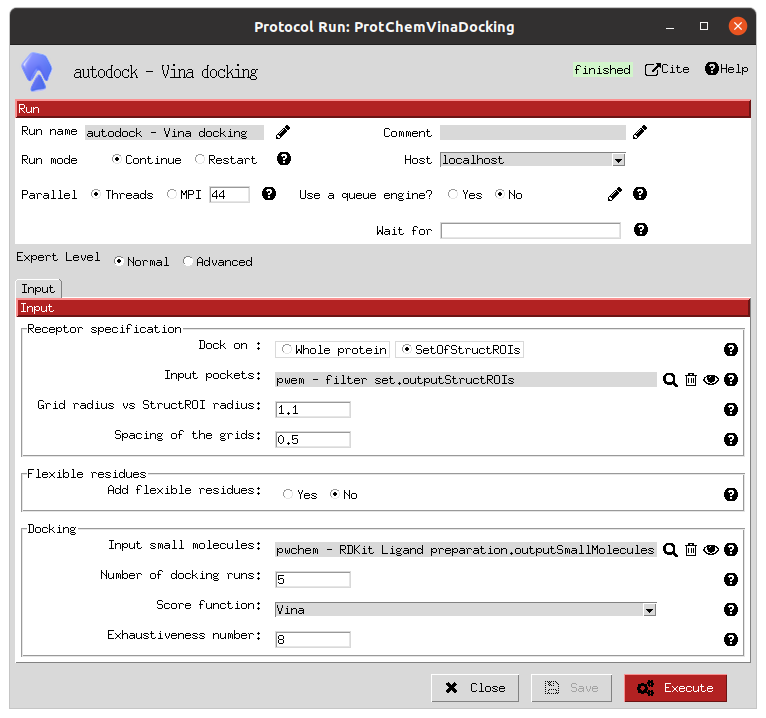 Protocol Run: ProtChemVinaDocking
autodock - Vina docking
finished Cite Help
Run
Run name autodock - Vina docking Comment
Run mode Continue Restart Host localhost
Parallel Threads MPI 44 Use a queue engine? Yes No
Wait for
Expert Level Normal Advanced
Input
Input
Receptor specification
Dock on : Whole protein SetOfStructROIs
Input pockets: pwem - filter set.outputStructROIs
Grid radius vs StructROI radius: 1.1
Spacing of the grids: 0.5
Flexible residues
Add flexible residues: Yes No
Docking
Input small molecules: pwchem - RDKit Ligand preparation.outputSmallMolecules
Number of docking runs: 5
Score function: Vina
Exhaustiveness number: 8
Close Save Execute